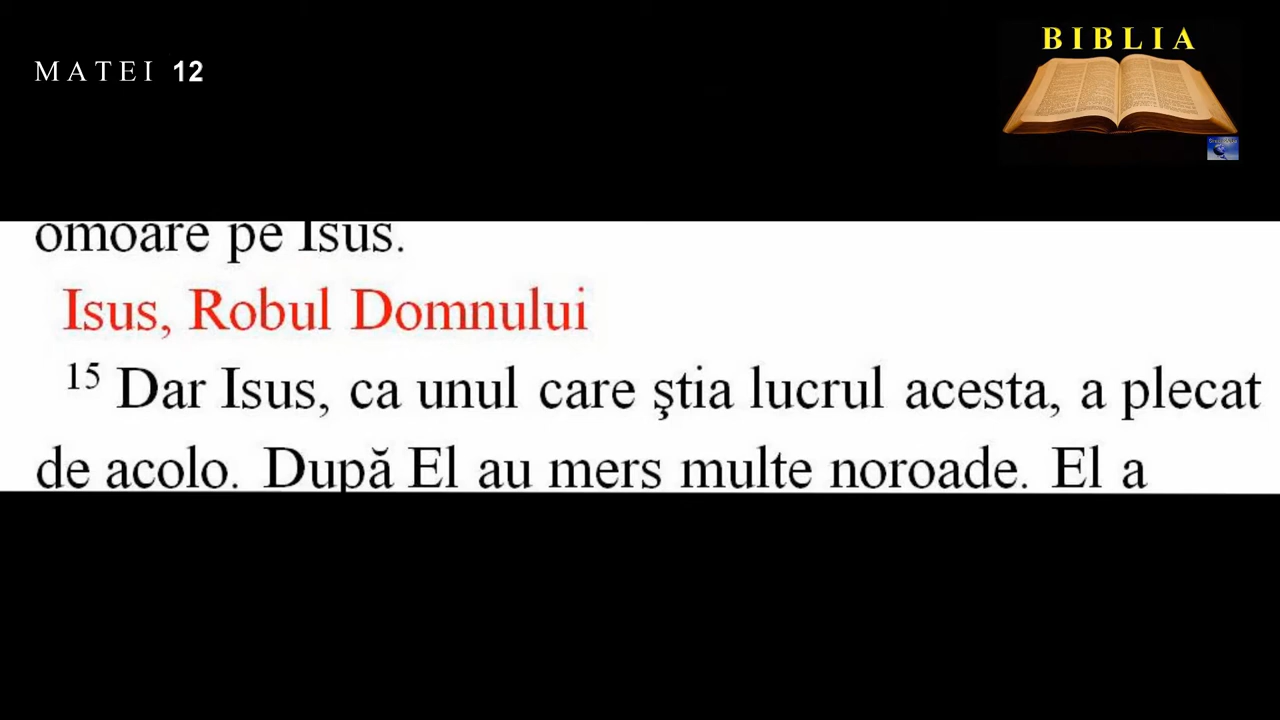 BIBLIA
MATEI 12
omoare pe Isus.
Isus, Robul Domnului
15 Dar Isus, ca unul care ştia lucrul acesta, a plecat
de acolo. După El au mers multe noroade. El a